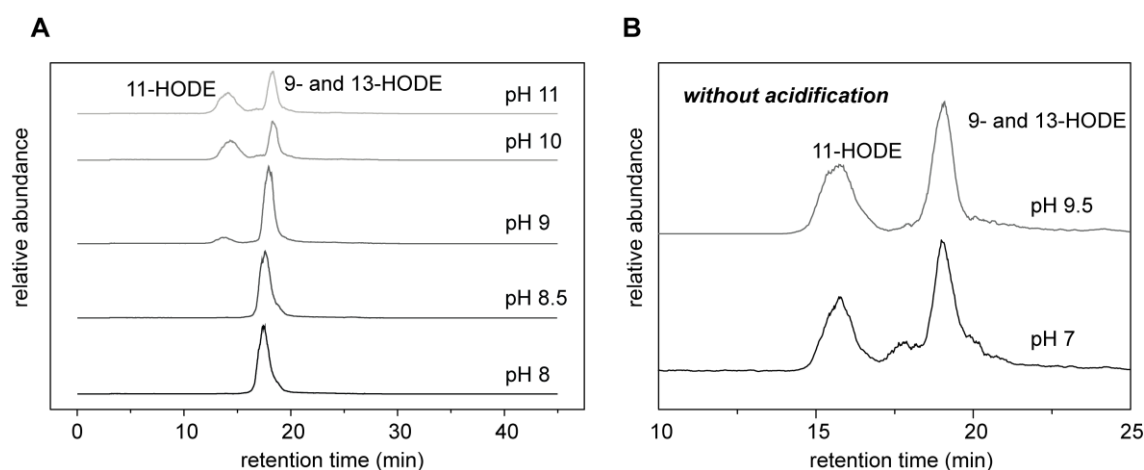 A
11-HODE
9- and 13-HODE
pH 11
pH 10
pH 9
pH 8.5
pH 8
relative abundance
0 10 20 30 40
retention time (min)
B
without acidification
9- and 13-HODE
11-HODE
pH 9.5
pH 7
relative abundance
10 15 20 25
retention time (min)